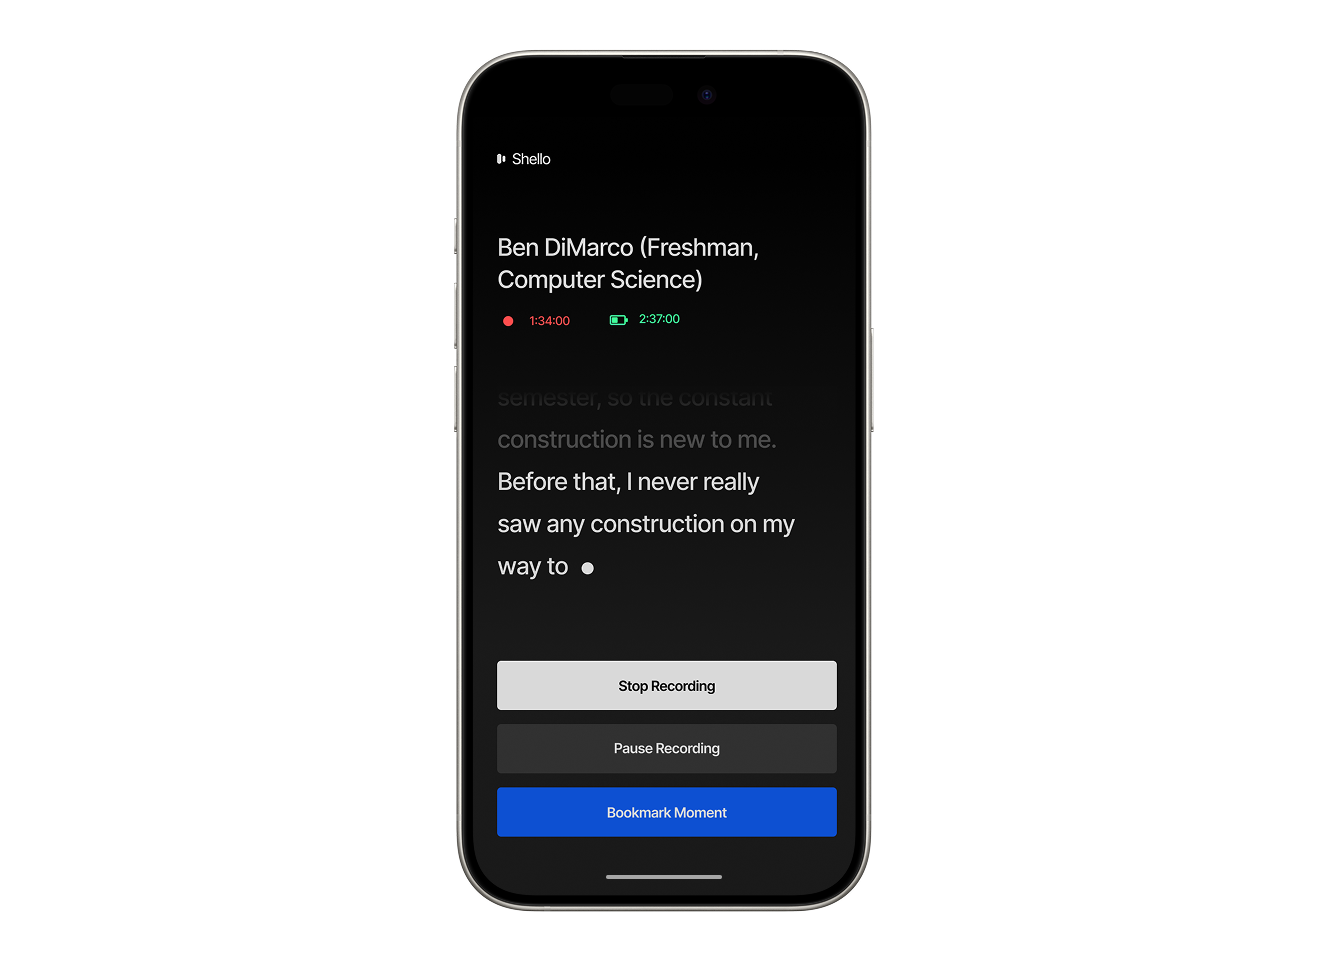 Shello
Ben DiMarco (Freshman,
Computer Science)
1:34:00 2:37:00
semester, so the constant
construction is new to me.
Before that, I never really
saw any construction on my
way to
Stop Recording
Pause Recording
Bookmark Moment